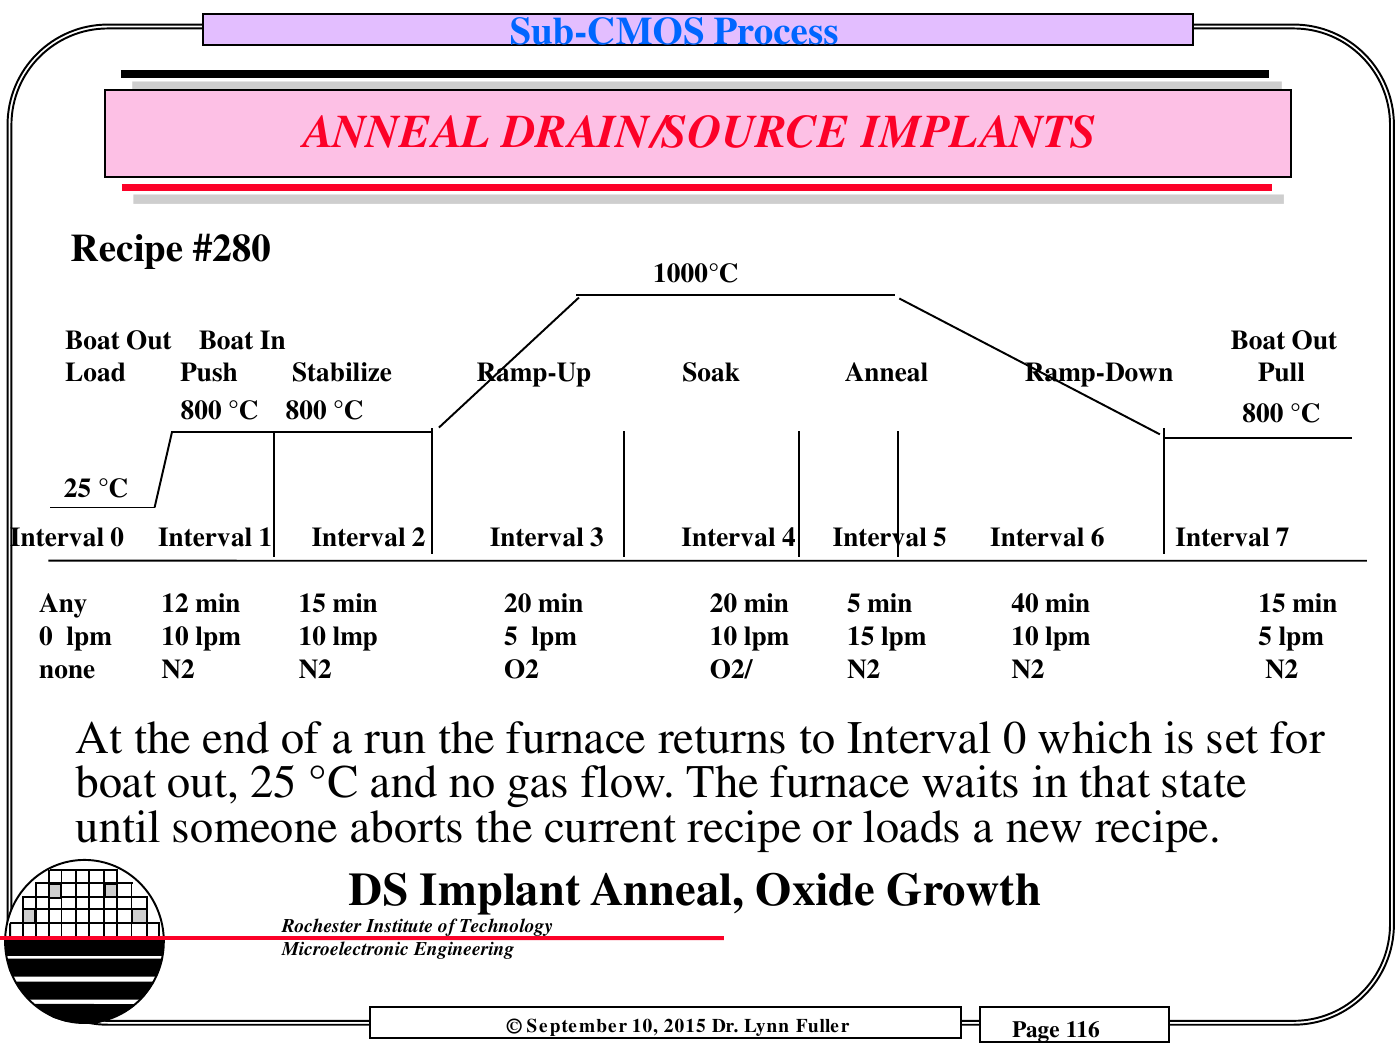 Sub-CMOS Process
ANNEAL DRAIN/SOURCE IMPLANTS
Recipe #280
1000°C
Boat Out Boat In Boat Out
Load Push Stabilize Ramp-Up Soak Anneal Ramp-Down Pull
800 °C 800 °C 800 °C
25 °C
Interval 0 Interval 1 Interval 2 Interval 3 Interval 4 Interval 5 Interval 6 Interval 7
Any 12 min 15 min 20 min 20 min 5 min 40 min 15 min
0 lpm 10 lpm 10 lmp 5 lpm 10 lpm 15 lpm 10 lpm 5 lpm
none N2 N2 O2 O2/ N2 N2 N2
At the end of a run the furnace returns to Interval 0 which is set for
boat out, 25 °C and no gas flow. The furnace waits in that state
until someone aborts the current recipe or loads a new recipe.
DS Implant Anneal, Oxide Growth
Rochester Institute of Technology
Microelectronic Engineering
© September 10, 2015 Dr. Lynn Fuller
Page 116